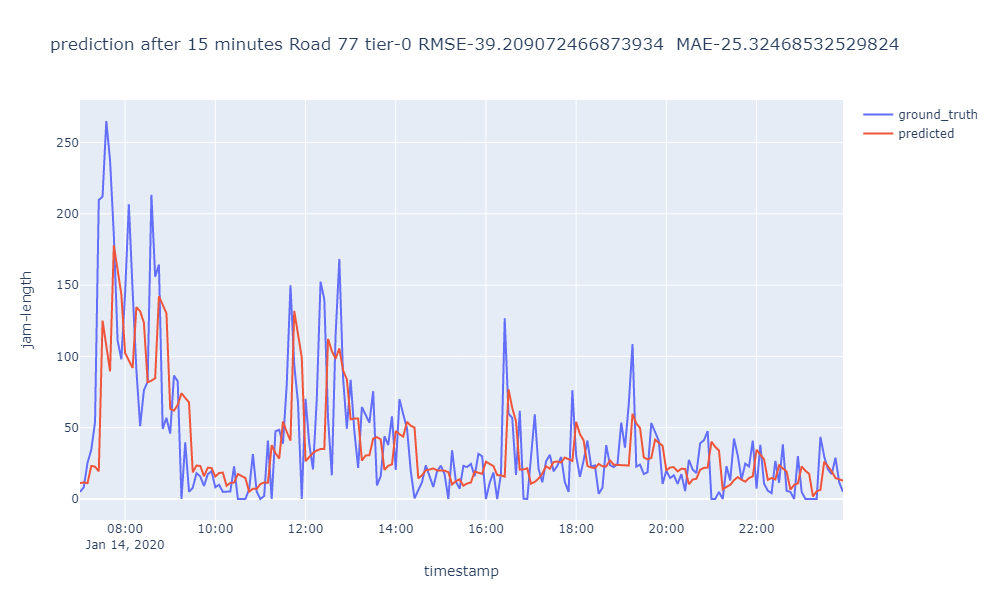 prediction after 15 minutes Road 77 tier-0 RMSE-39.209072466873934  MAE-25.32468532529824
ground_truth
predicted
250
200
150
100
50
0
jam-length
08:00 10:00 12:00 14:00 16:00 18:00 20:00 22:00
Jan 14, 2020
timestamp